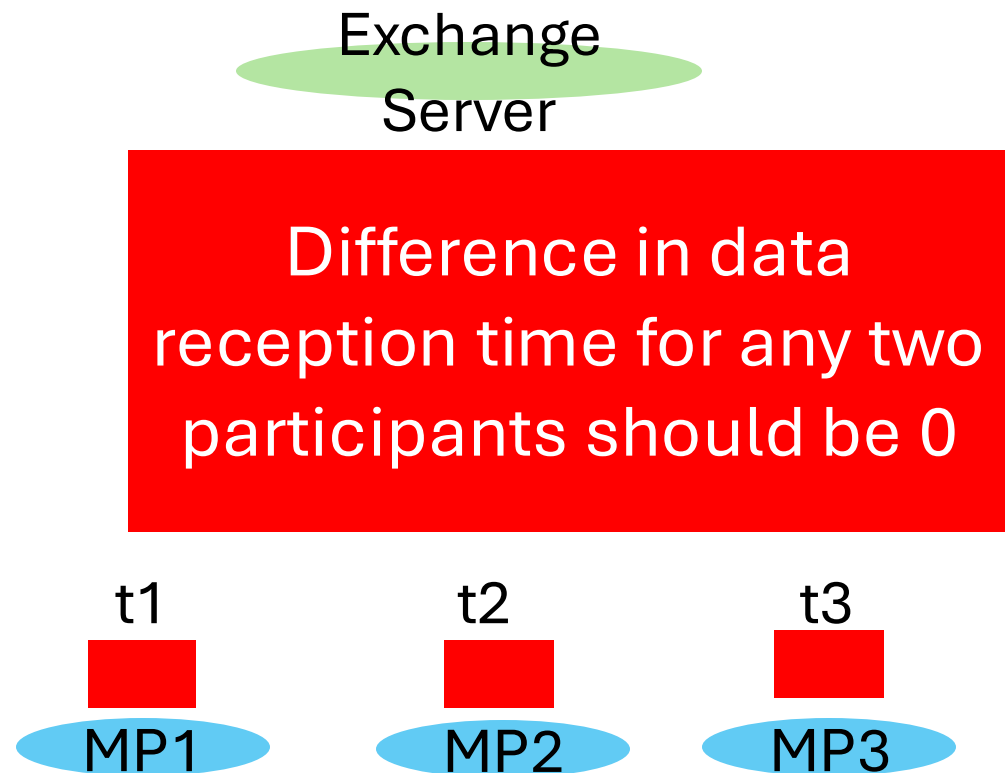 Exchange
Server
Difference in data
reception time for any two
participants should be 0
t1 t2 t3
MP1 MP2 MP3